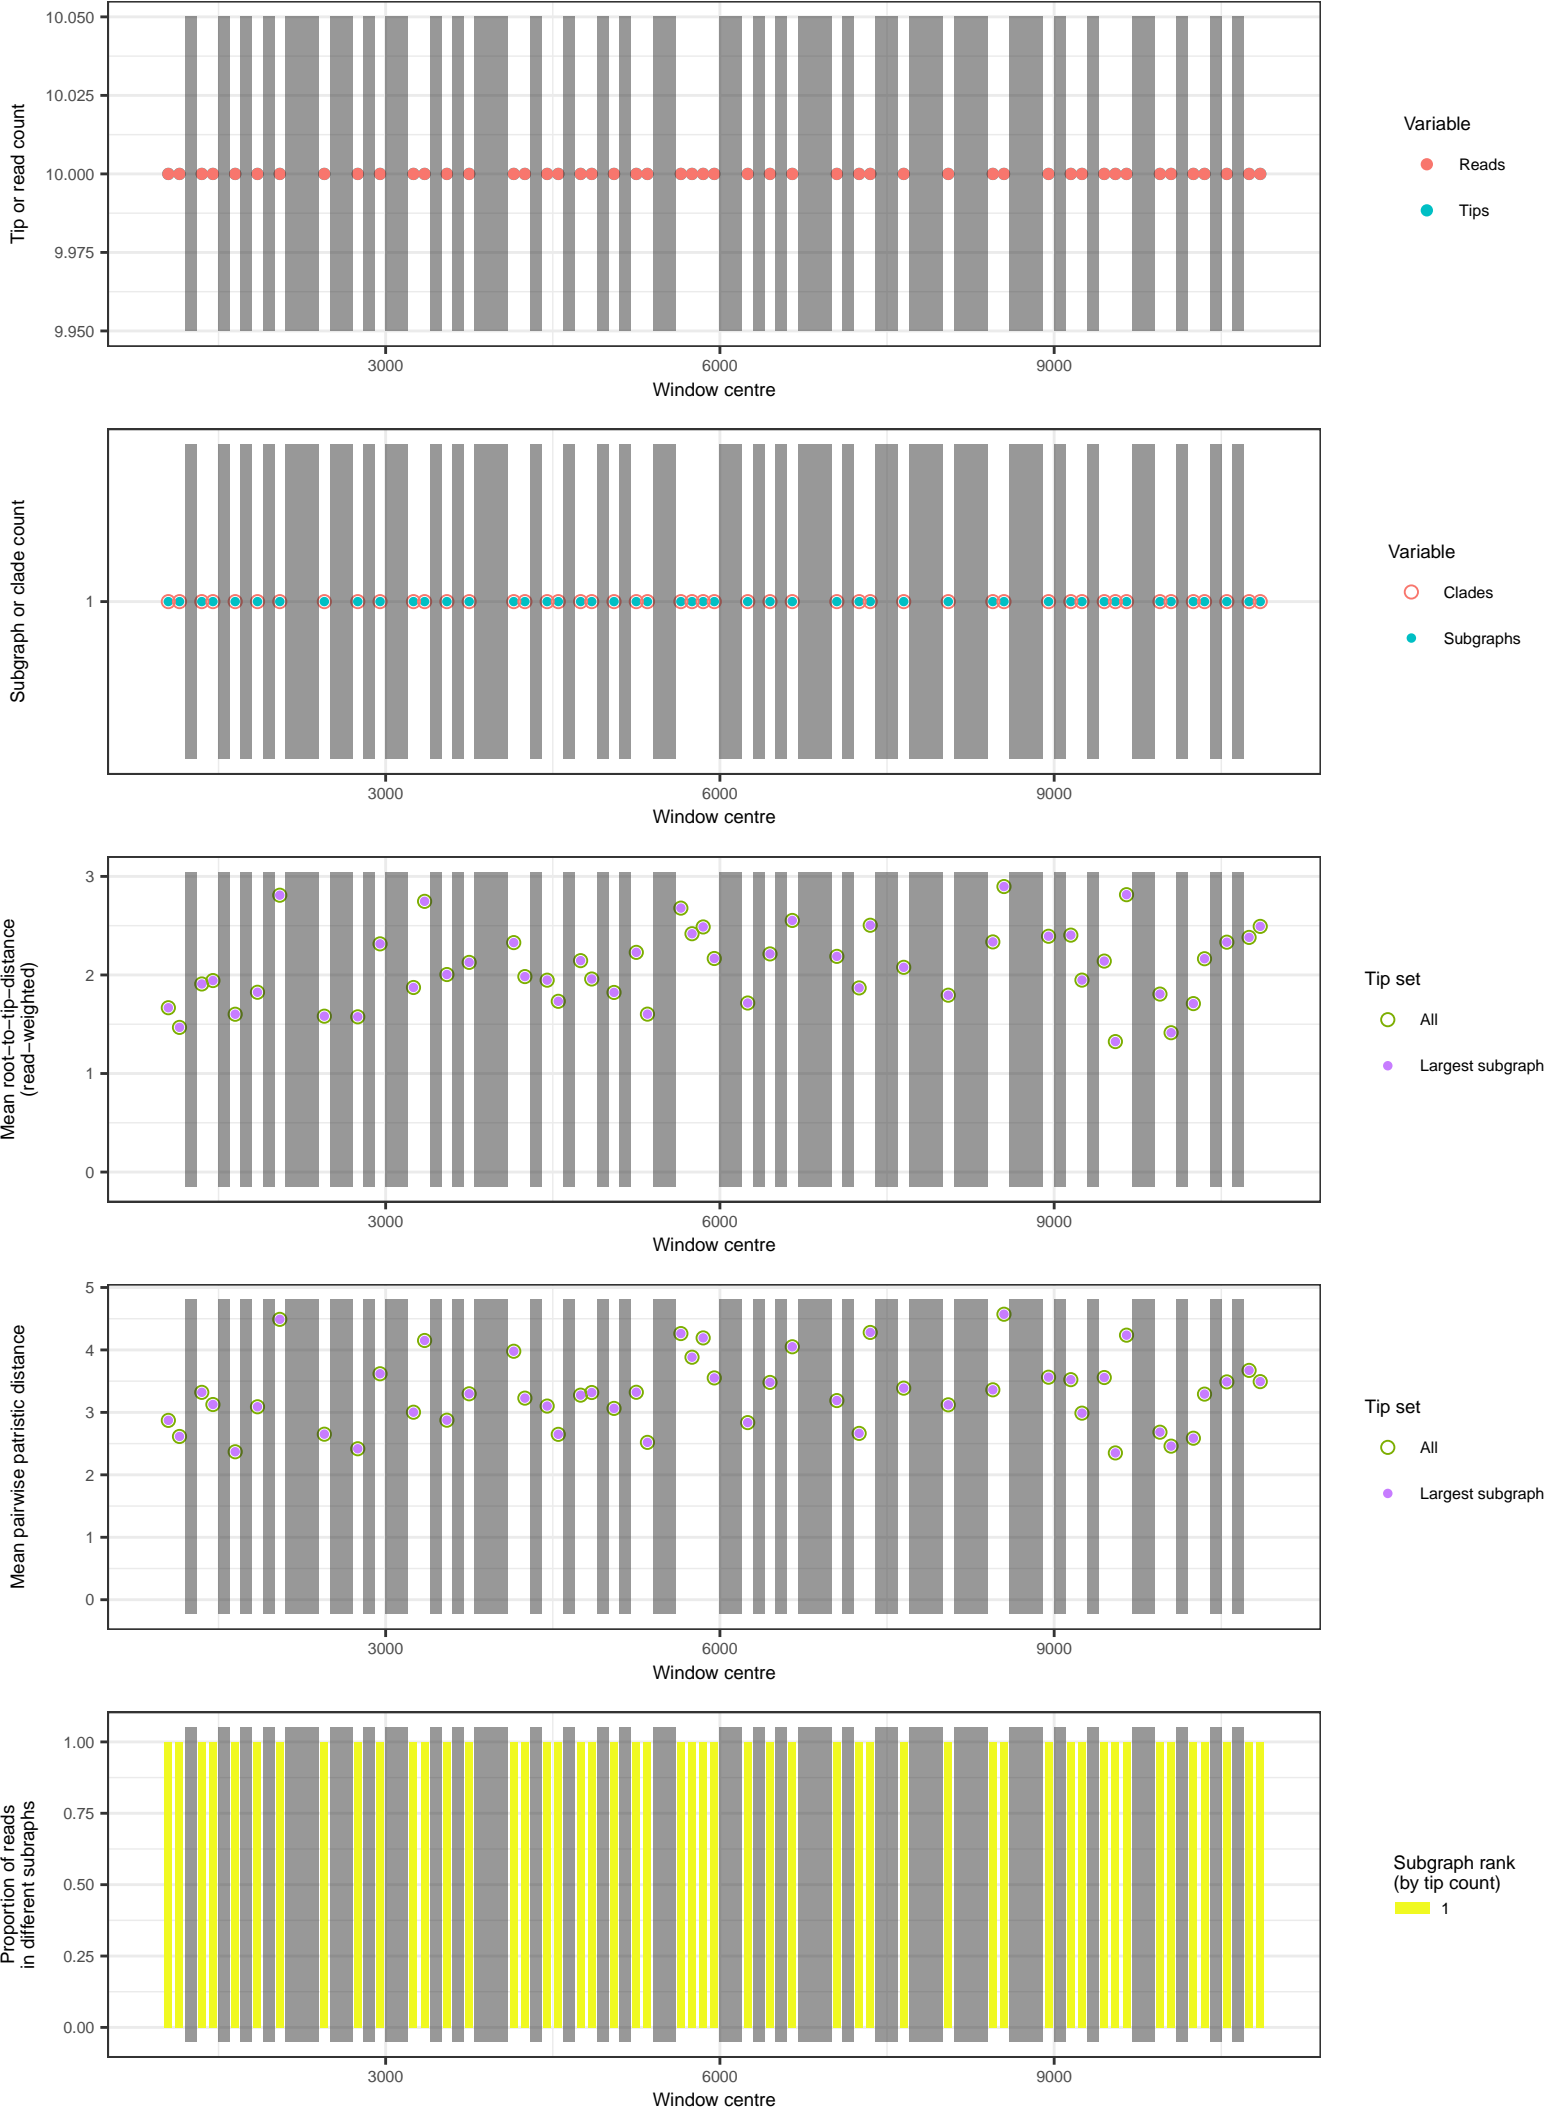 10.050
10.025
10.000
9.975
9.950
Tip or read count
3000
6000
9000
Window centre
Variable
Reads
Tips
1
Subgraph or clade count
3000
6000
9000
Window centre
Variable
Clades
Subgraphs
3
2
1
0
Mean root−to−tip−distance
(read−weighted)
3000
6000
9000
Window centre
Tip set
All
Largest subgraph
5
4
3
2
1
0
Mean pairwise patristic distance
3000
6000
9000
Window centre
Tip set
All
Largest subgraph
1.00
0.75
0.50
0.25
0.00
Proportion of reads
in different subraphs
3000
6000
9000
Window centre
Subgraph rank
(by tip count)
1